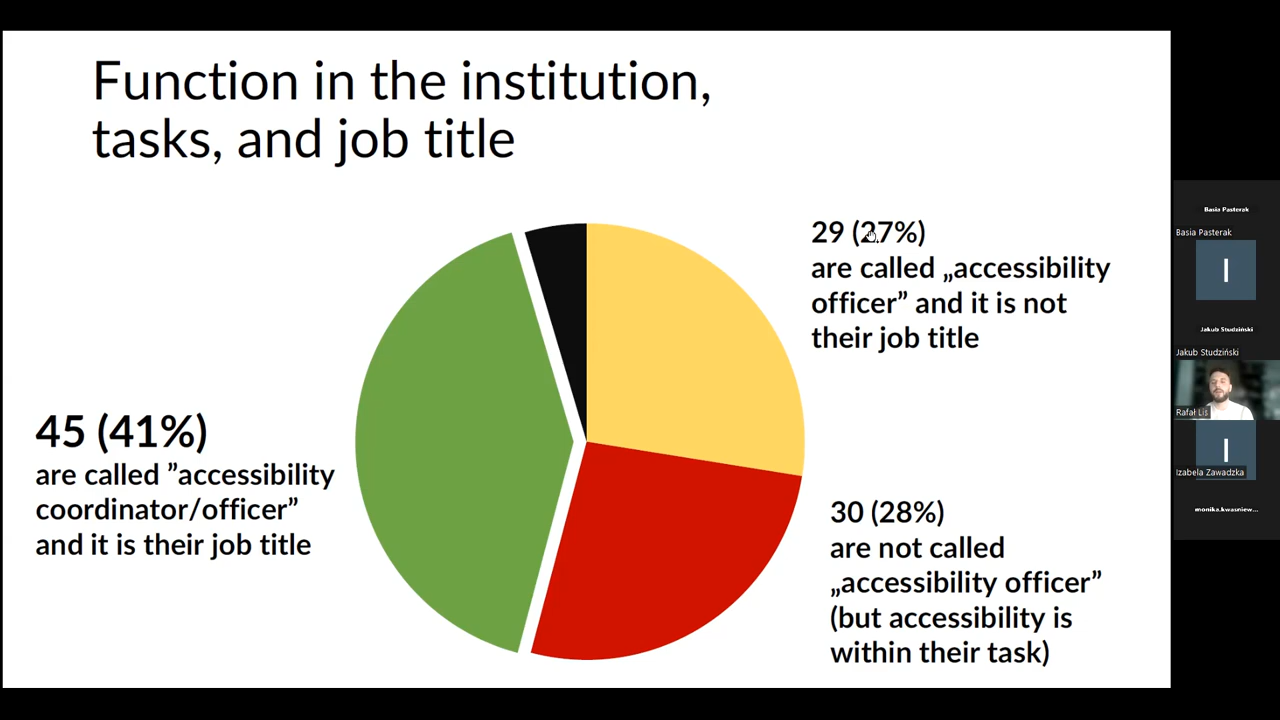 Function in the institution,
tasks, and job title
29 (27%)
are called „accessibility
officer” and it is not
their job title
45 (41%)
are called ”accessibility
coordinator/officer”
and it is their job title
30 (28%)
are not called
„accessibility officer”
(but accessibility is
within their task)
Basia Pasterak
Basia Pasterak
I
Jakub Studziński
Jakub Studziński
Rafał Lis
I
Izabela Zawadzka
monika.kwasniew...